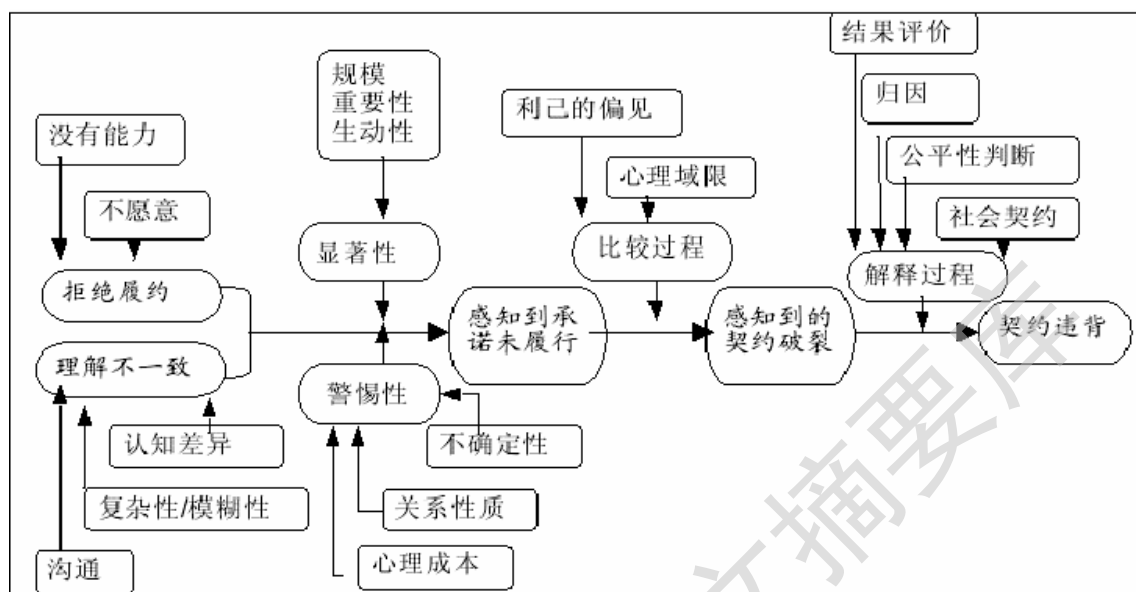 结果评价
规模
重要性
生动性
归因
利己的偏见
没有能力
公平性判断
心理域限
不愿意
社会契约
显著性
比较过程
解释过程
拒绝履约
感知到承
诺未履行
感知到的
契约破裂
契约违背
理解不一致
警惕性
认知差异
不确定性
复杂性/模糊性
关系性质
沟通
心理成本
文摘要库